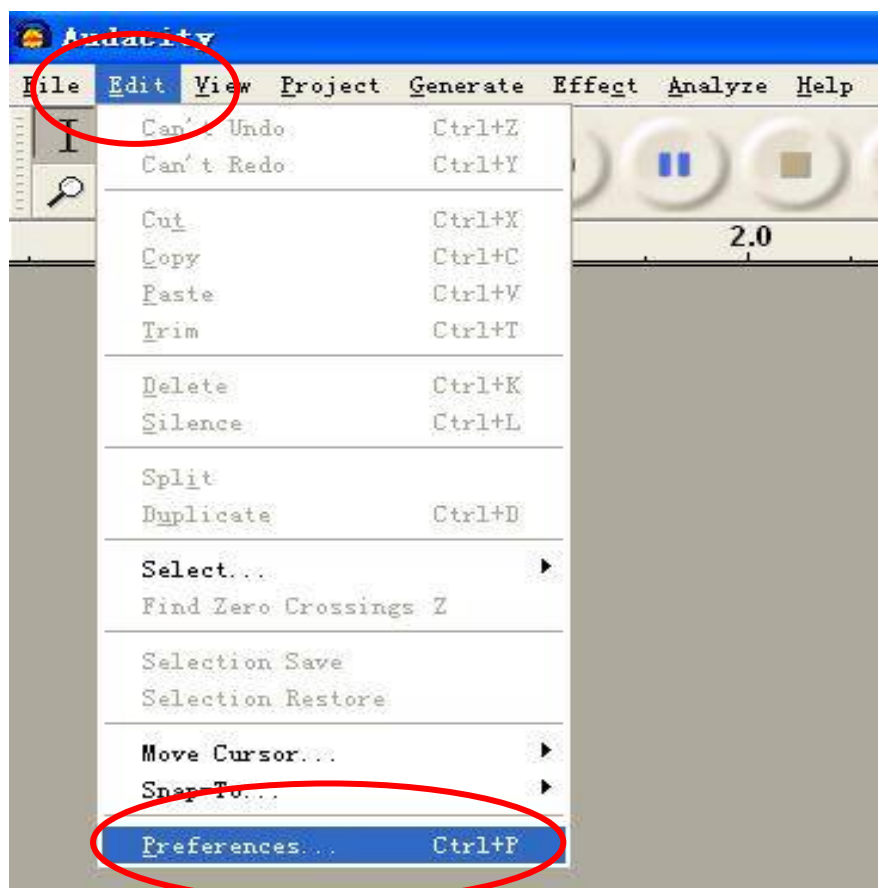 Audacity
File Edit View Project Generate Effect Analyze Help
Can't Undo Ctrl+Z
Can't Redo Ctrl+Y
Cut Ctrl+X
2.0
Copy Ctrl+C
Paste Ctrl+V
Trim Ctrl+T
Delete Ctrl+K
Silence Ctrl+L
Split
Duplicate Ctrl+D
Select...
Find Zero Crossings Z
Selection Save
Selection Restore
Move Cursor...
Snap-To...
Preferences... Ctrl+P